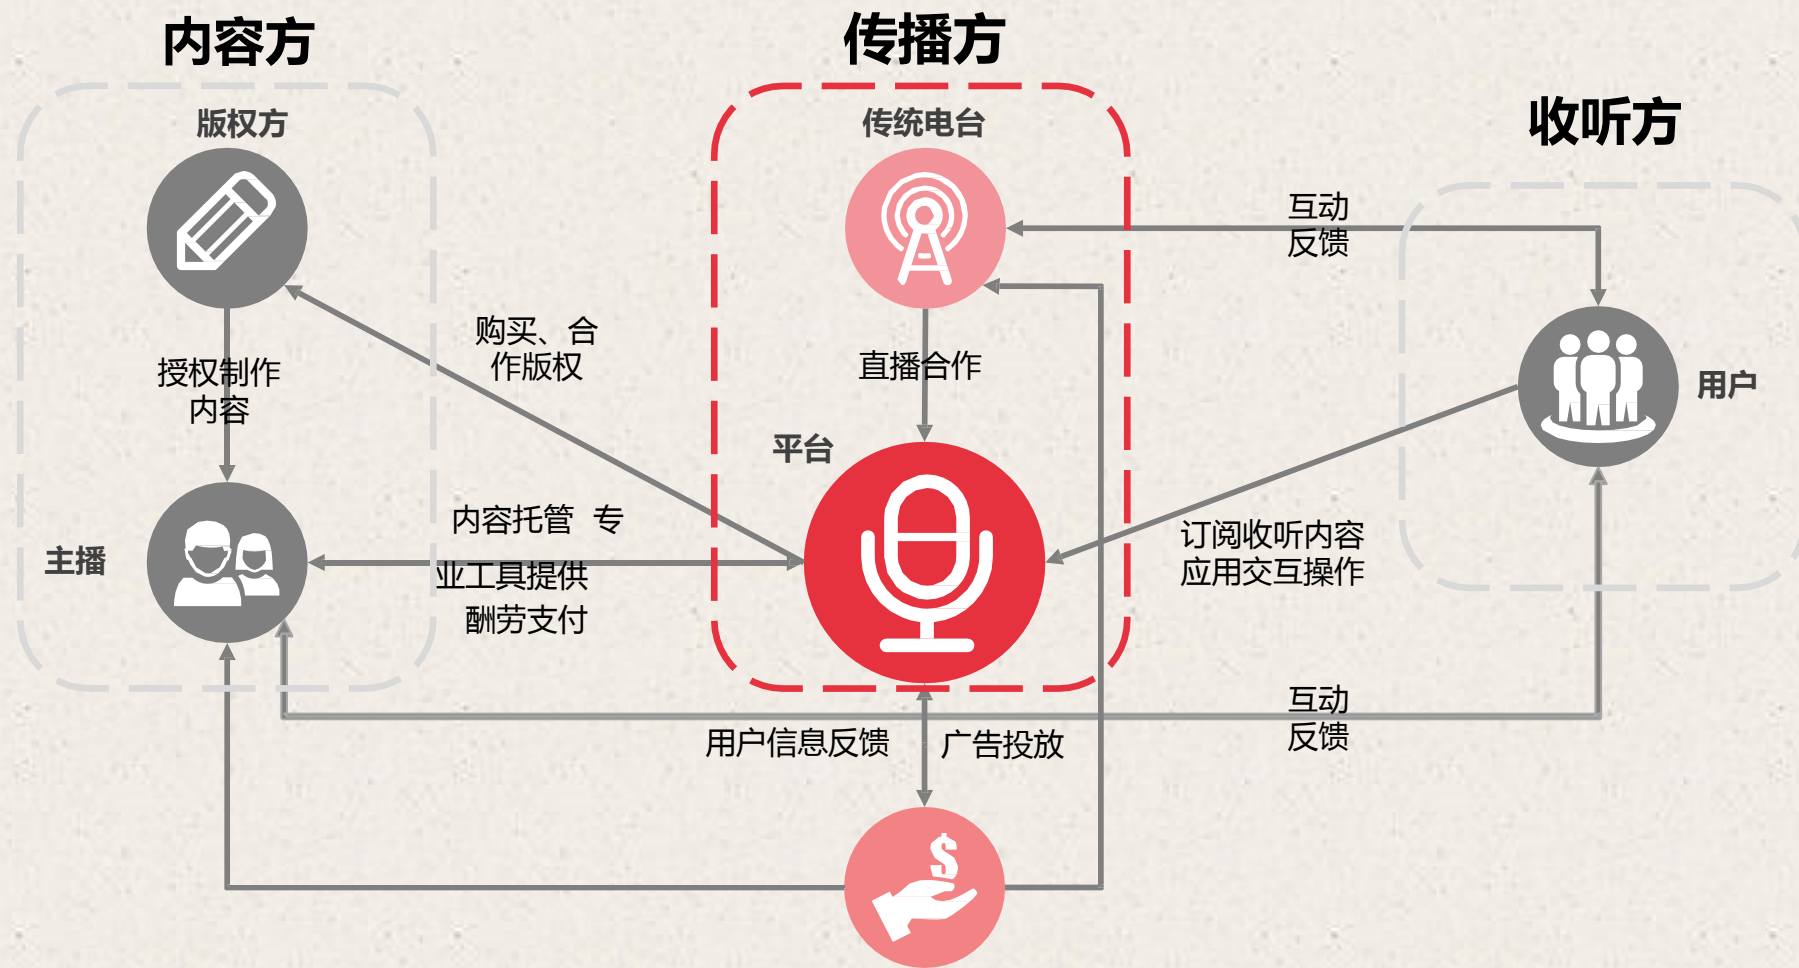 内容方
传播方
收听方
版权方
传统电台
互动
反馈
购买、合
作版权
授权制作
内容
直播合作
平台
用户
主播
内容托管 专
业工具提供
酬劳支付
订阅收听内容
应用交互操作
用户信息反馈
广告投放
互动
反馈
$